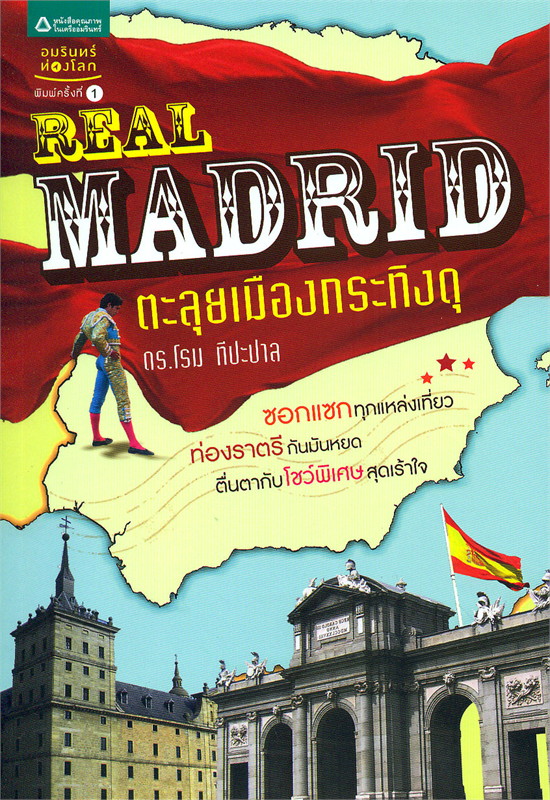 หนังสือคุณภาพ
ในเครืออมรินทร์
อมรินทร์
ท่องโลก
พิมพ์ครั้งที่ 1
REAL
MADRID
ตะลุยเมืองกระทิงดุ
ดร.โรม ทีปะปาล
ซอกแซกทุกแหล่งเที่ยว
ท่องราตรีกันมันหยด
ตื่นตากับโชว์พิเศษสุดเร้าใจ
REGE CAROLO III
ANNO
MDCCLXXVIII